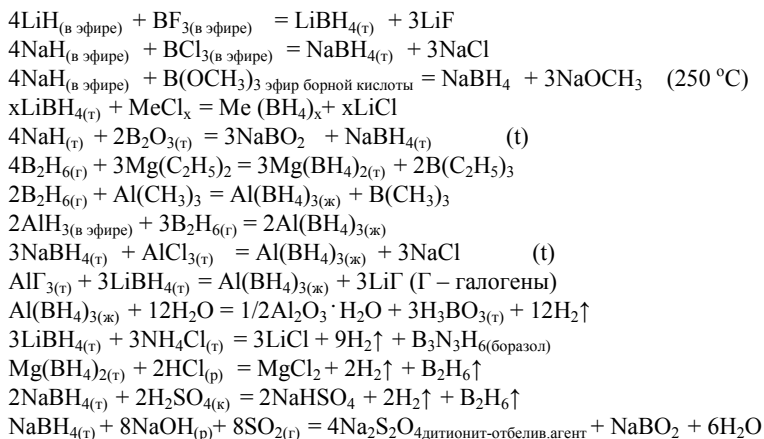 4LiH(в эфире) + BF3(в эфире) = LiBH4(т) + 3LiF
4NaH(в эфире) + BCl3(в эфире) = NaBH4(т) + 3NaCl
4NaH(в эфире) + B(OCH3)3 эфир борной кислоты = NaBH4 + 3NaOCH3 (250 °C)
xLiBH4(т) + MeClx = Me (BH4)x+ xLiCl
4NaH(т) + 2B2O3(т) = 3NaBO2 + NaBH4(т) (t)
4B2H6(г) + 3Mg(C2H5)2 = 3Mg(BH4)2(т) + 2B(C2H5)3
2B2H6(г) + Al(CH3)3 = Al(BH4)3(ж) + B(CH3)3
2AlH3(в эфире) + 3B2H6(г) = 2Al(BH4)3(ж)
3NaBH4(т) + AlCl3(т) = Al(BH4)3(ж) + 3NaCl (t)
AlГ3(т) + 3LiBH4(т) = Al(BH4)3(ж) + 3LiГ (Г – галогены)
Al(BH4)3(ж) + 12H2O = 1/2Al2O3·H2O + 3H3BO3(т) + 12H2↑
3LiBH4(т) + 3NH4Cl(т) = 3LiCl + 9H2↑ + B3N3H6(боразол)
Mg(BH4)2(т) + 2HCl(р) = MgCl2 + 2H2↑ + B2H6↑
2NaBH4(т) + 2H2SO4(к) = 2NaHSO4 + 2H2↑ + B2H6↑
NaBH4(т) + 8NaOH(р)+ 8SO2(г) = 4Na2S2O4дитионит-отбелив.агент + NaBO2 + 6H2O